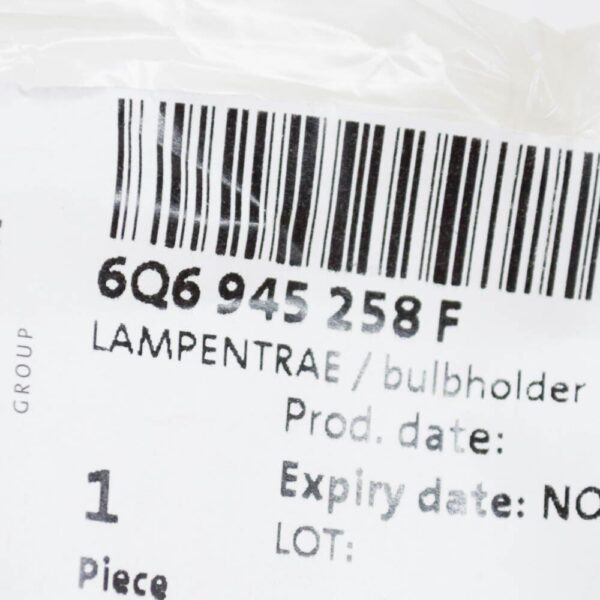 6Q6 945 258 F
LAMPENTRAE / bulbholder
Prod. date:
Expiry date: NO
LOT:
1
Piece
GROUP